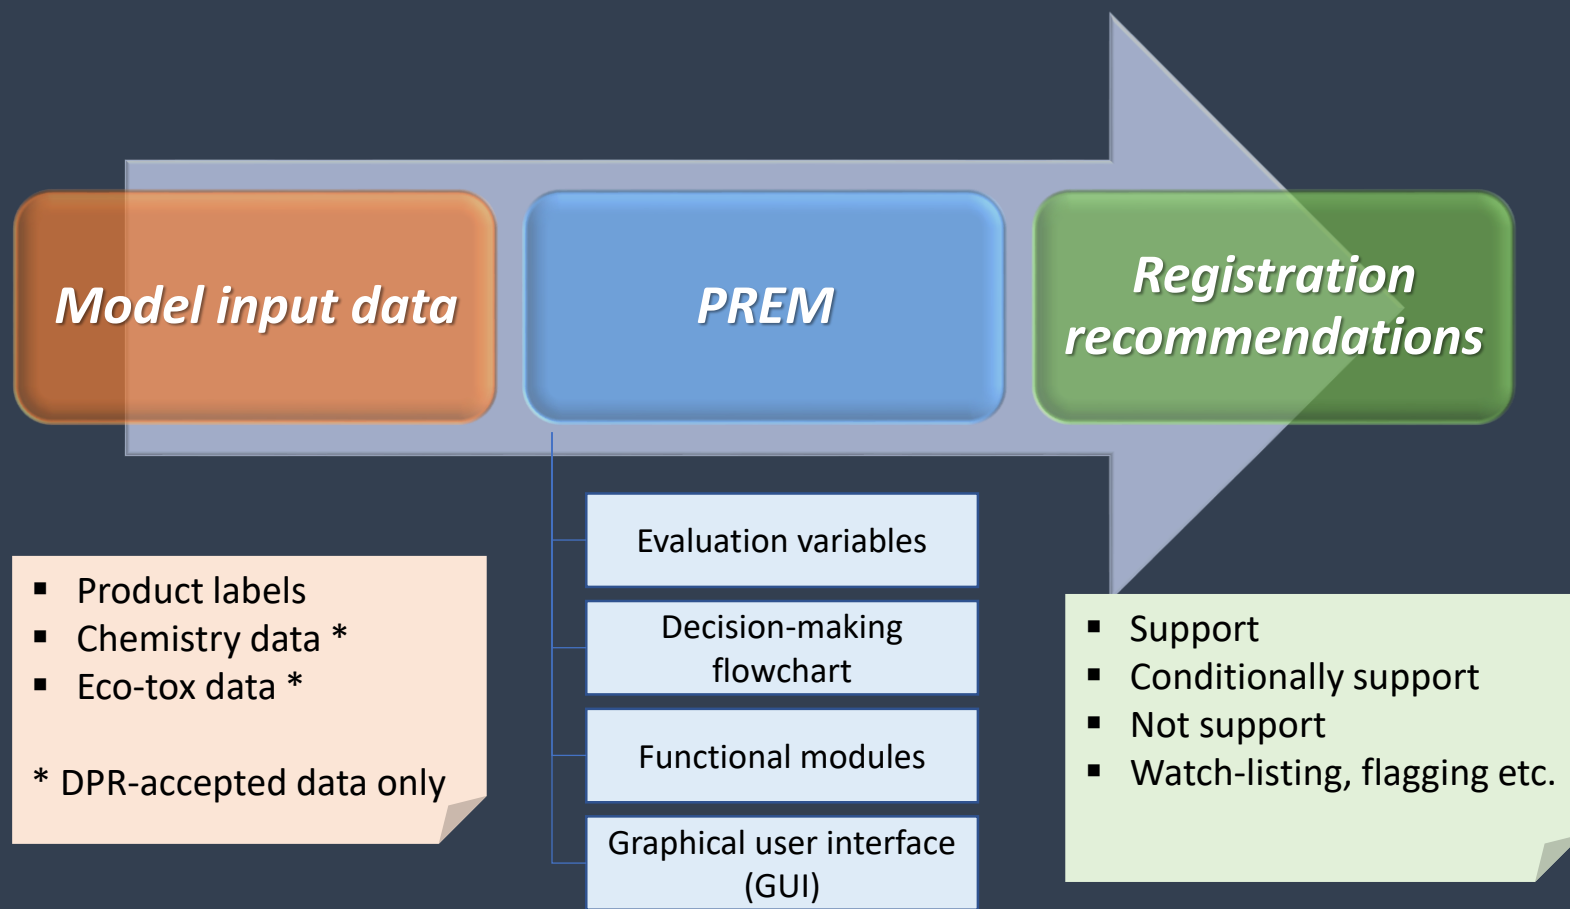 Model input data
PREM
Registration
recommendations
▪ Product labels
▪ Chemistry data *
▪ Eco-tox data *
* DPR-accepted data only
Evaluation variables
Decision-making
flowchart
Functional modules
Graphical user interface
(GUI)
▪ Support
▪ Conditionally support
▪ Not support
▪ Watch-listing, flagging etc.